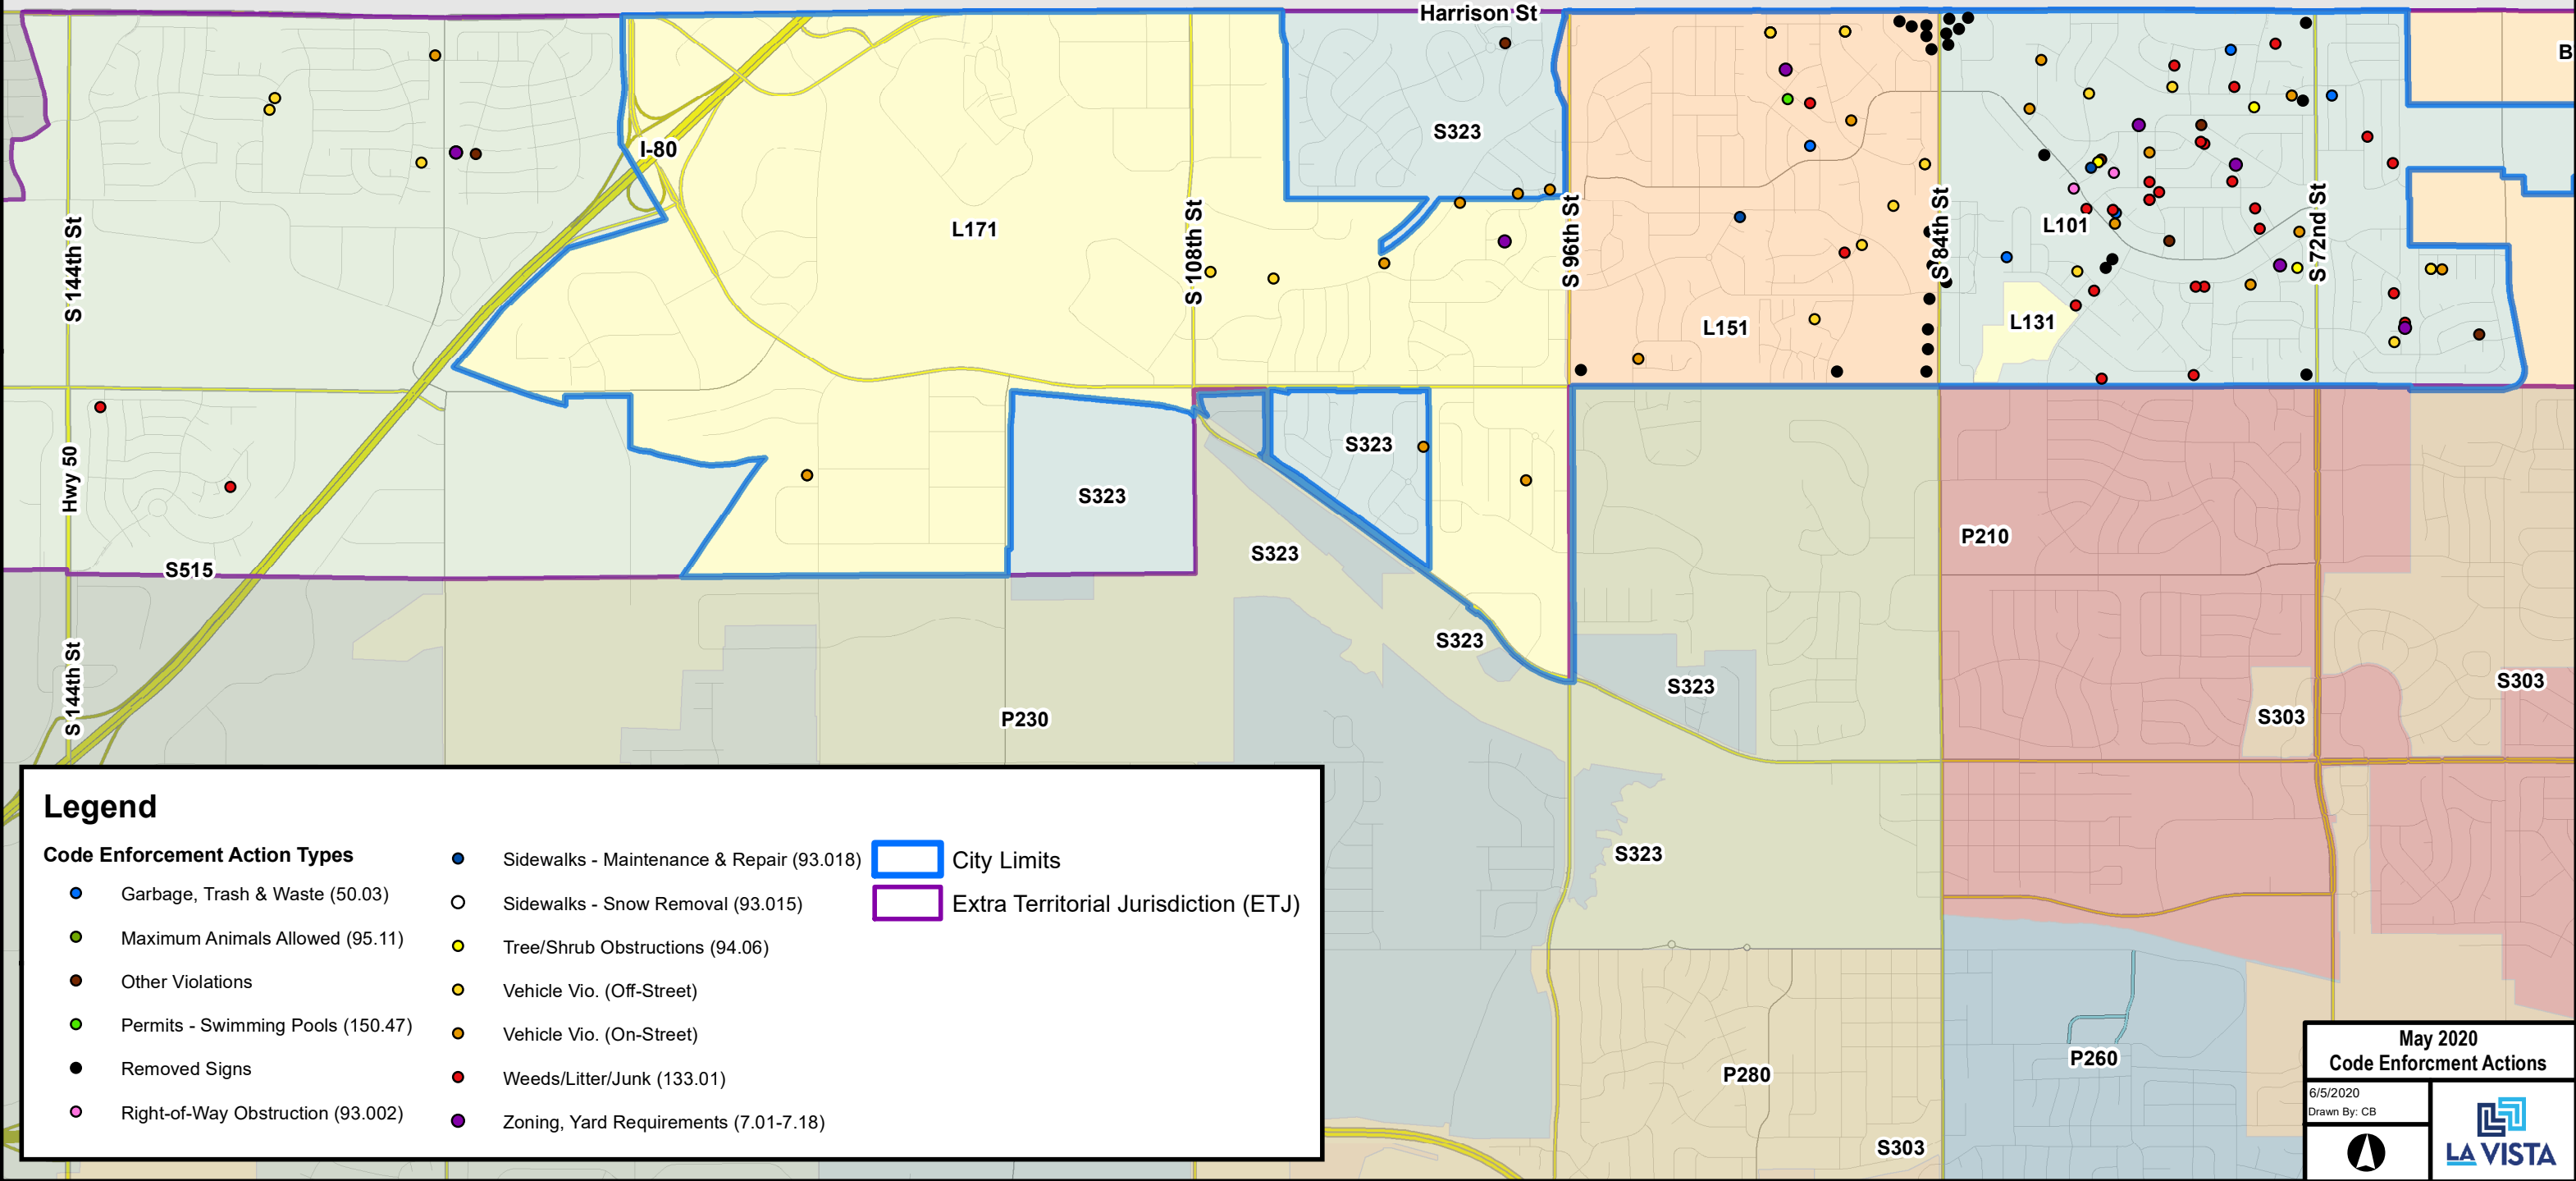 Harrison St
B
S323
I-80
S 144th St
L171
S 108th St
S 96th St
S 84th St
L101
S 72nd St
L151
L131
Hwy 50
S323
S323
S515
S323
P210
S323
S 144th St
S323
S303
S303
P230
S323
P280
P260
S303
Legend
Code Enforcement Action Types
Garbage, Trash & Waste (50.03)
Maximum Animals Allowed (95.11)
Other Violations
Permits - Swimming Pools (150.47)
Removed Signs
Right-of-Way Obstruction (93.002)
Sidewalks - Maintenance & Repair (93.018)
Sidewalks - Snow Removal (93.015)
Tree/Shrub Obstructions (94.06)
Vehicle Vio. (Off-Street)
Vehicle Vio. (On-Street)
Weeds/Litter/Junk (133.01)
Zoning, Yard Requirements (7.01-7.18)
City Limits
Extra Territorial Jurisdiction (ETJ)
May 2020
Code Enforcment Actions
6/5/2020
Drawn By: CB
LA VISTA